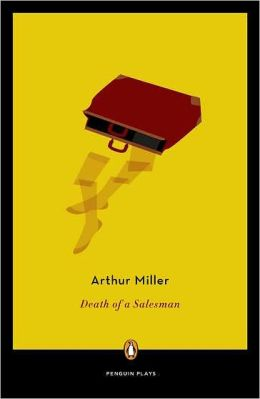 Arthur Miller
Death of a Salesman
PENGUIN PLAYS